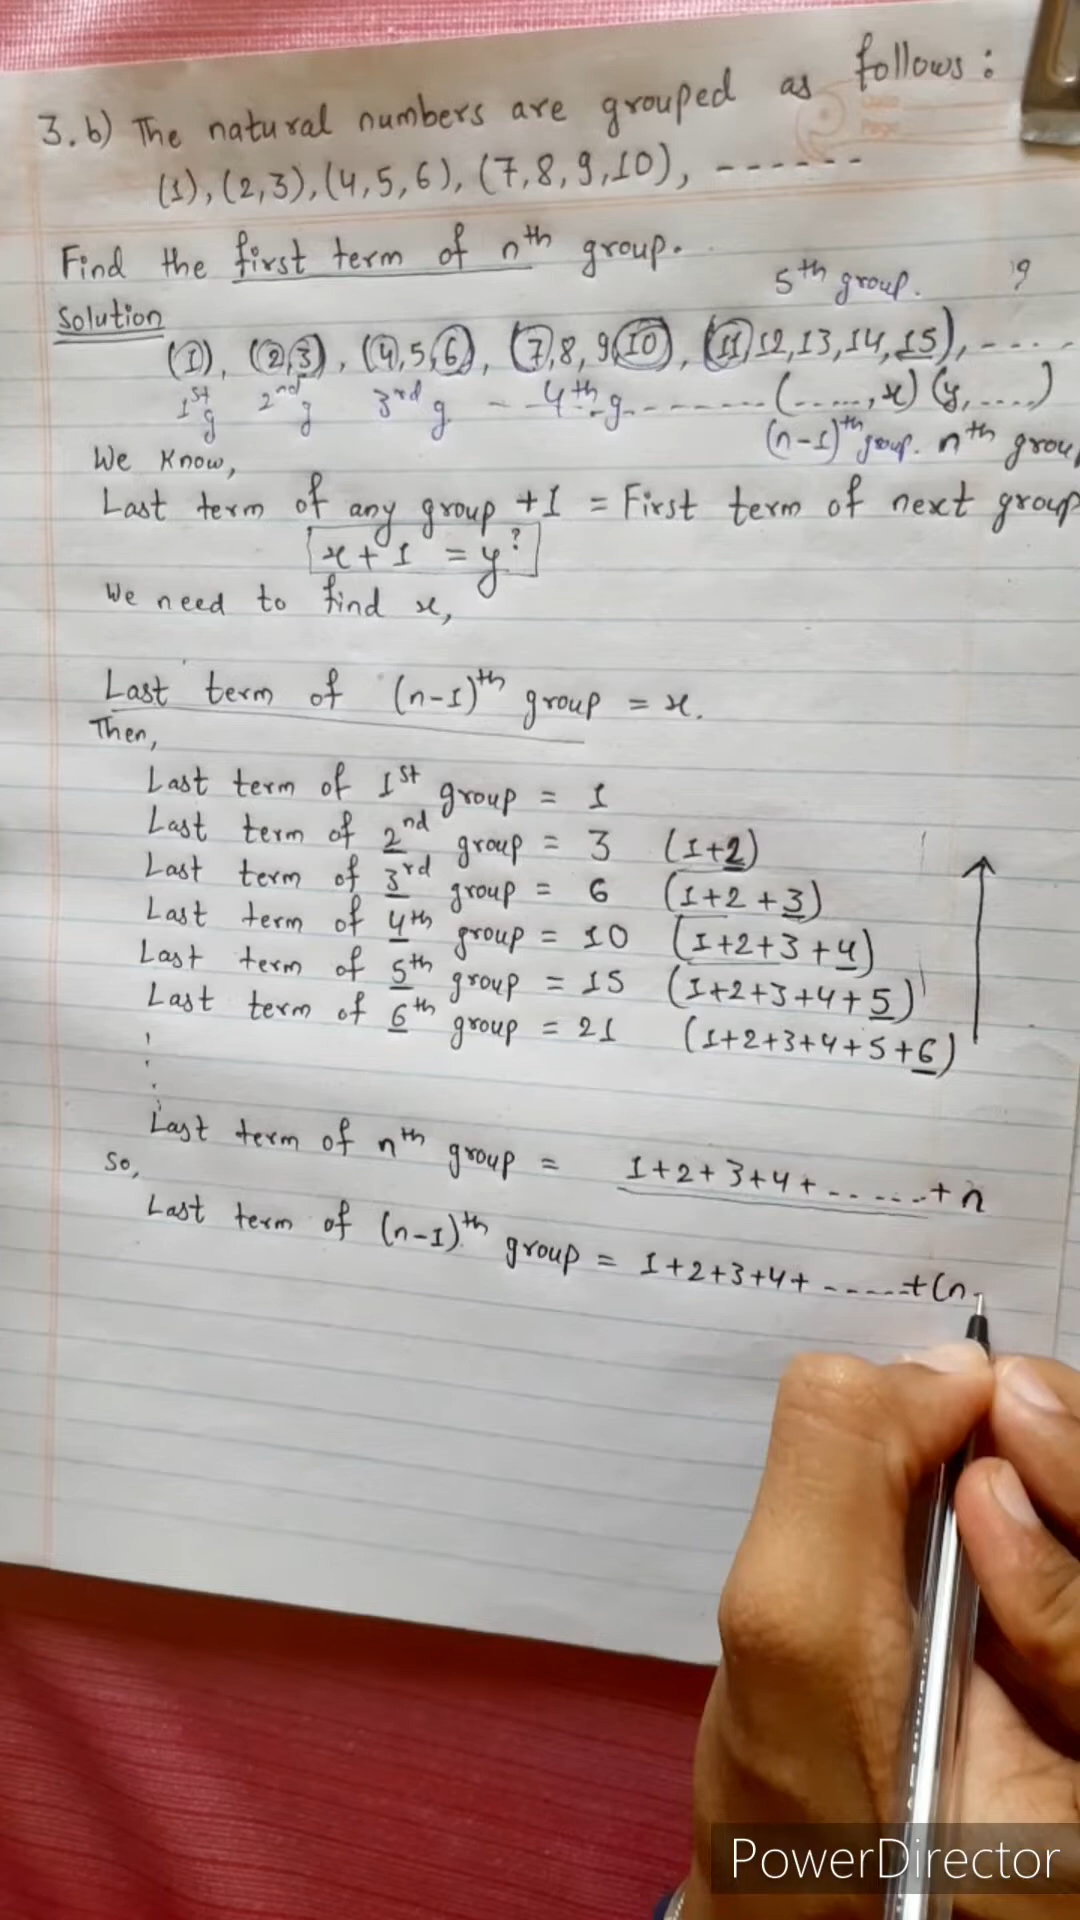 3.b) The natural numbers are grouped as follows:
(1), (2,3), (4,5,6), (7,8,9,10), ------
Find the first term of nth group.
5th group.
Solution
(1), (2,3), (4,5,6), (7,8,9,10), (11,12,13,14,15), -----
1st g 2nd g 3rd g - - 4th g - - - - - - - (......, x) (y, .....)
(n-1)th group. nth grou
We know,
Last term of any group +1 = First term of next group
x + 1 = y?
We need to find x,
Last term of (n-1)th group = x.
Then,
Last term of 1st group = 1
Last term of 2nd group = 3 (1+2)
Last term of 3rd group = 6 (1+2+3)
Last term of 4th group = 10 (1+2+3+4)
Last term of 5th group = 15 (1+2+3+4+5)
Last term of 6th group = 21 (1+2+3+4+5+6)
Last term of nth group = 1+2+3+4+ ......+ n
So,
Last term of (n-1)th group = 1+2+3+4+ .....+(n-
PowerDirector